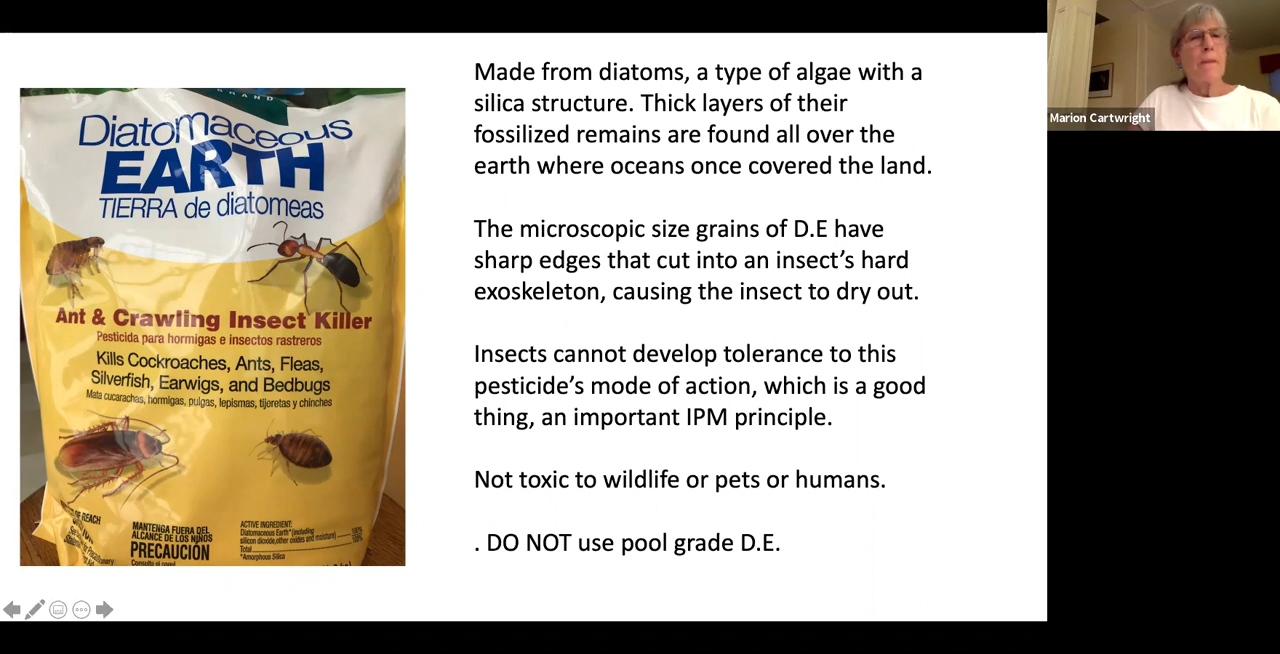 Diatomaceous
EARTH
TIERRA de diatomeas
Ant & Crawling Insect Killer
Pesticida para hormigas e insectos rastreros
Kills Cockroaches, Ants, Fleas,
Silverfish, Earwigs, and Bedbugs
Mata cucarachas, hormigas, pulgas, lepismas, tijeretas y chinches
MANTENGA FUERA DEL
ALCANCE DE LOS NIÑOS
PRECAUCIÓN
ACTIVE INGREDIENT:
Diatomaceous Earth* (including
silicon dioxide, other oxides and moisture) 100%
Total 100%
*Amorphous Silica
Made from diatoms, a type of algae with a
silica structure. Thick layers of their
fossilized remains are found all over the
earth where oceans once covered the land.
The microscopic size grains of D.E have
sharp edges that cut into an insect's hard
exoskeleton, causing the insect to dry out.
Insects cannot develop tolerance to this
pesticide's mode of action, which is a good
thing, an important IPM principle.
Not toxic to wildlife or pets or humans.
. DO NOT use pool grade D.E.
Marion Cartwright